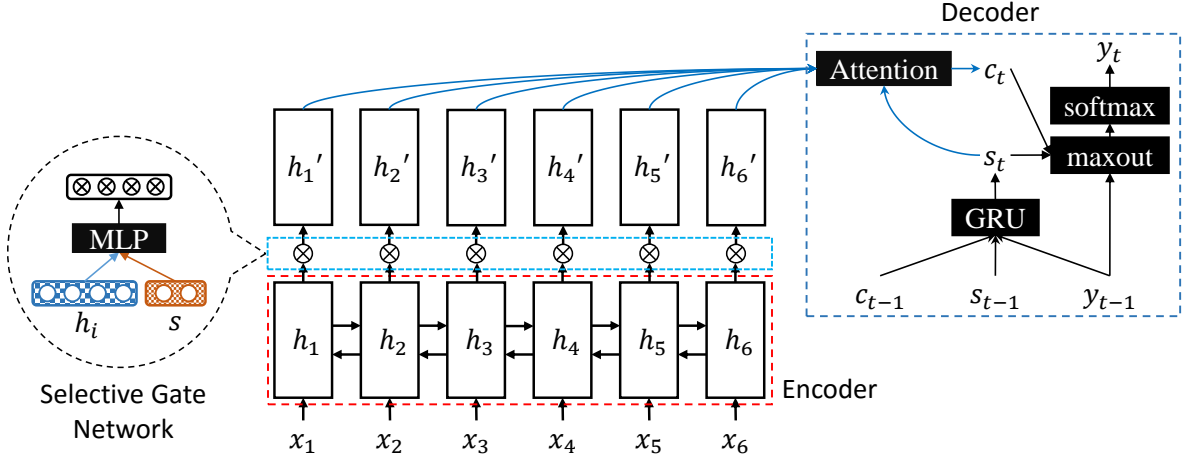 Decoder
Attention
c_t
y_t
softmax
h_1′ h_2′ h_3′ h_4′ h_5′ h_6′
s_t
maxout
MLP
GRU
h_i s
c_{t−1} s_{t−1} y_{t−1}
h_1 h_2 h_3 h_4 h_5 h_6
Selective Gate
Network
Encoder
x_1 x_2 x_3 x_4 x_5 x_6